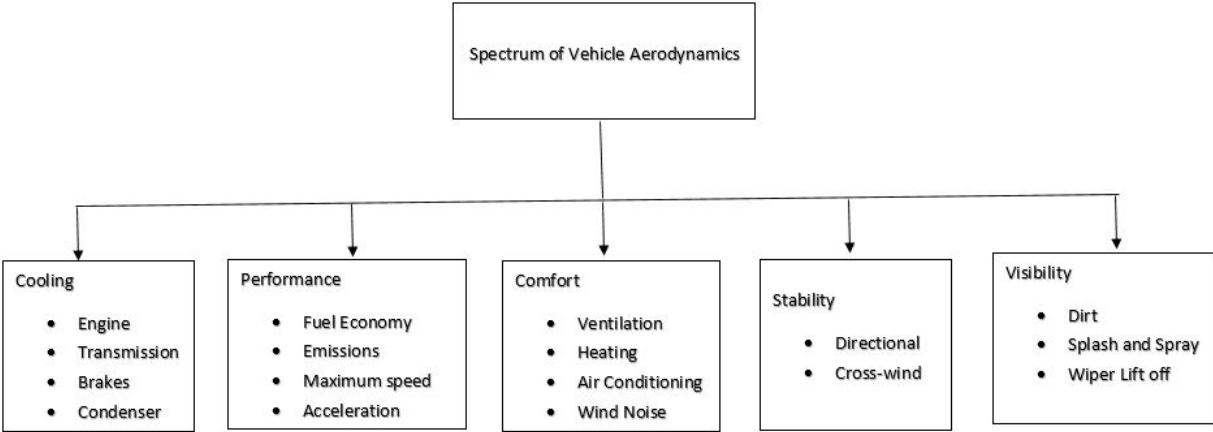 Spectrum of Vehicle Aerodynamics
Cooling
• Engine
• Transmission
• Brakes
• Condenser
Performance
• Fuel Economy
• Emissions
• Maximum speed
• Acceleration
Comfort
• Ventilation
• Heating
• Air Conditioning
• Wind Noise
Stability
• Directional
• Cross-wind
Visibility
• Dirt
• Splash and Spray
• Wiper Lift off